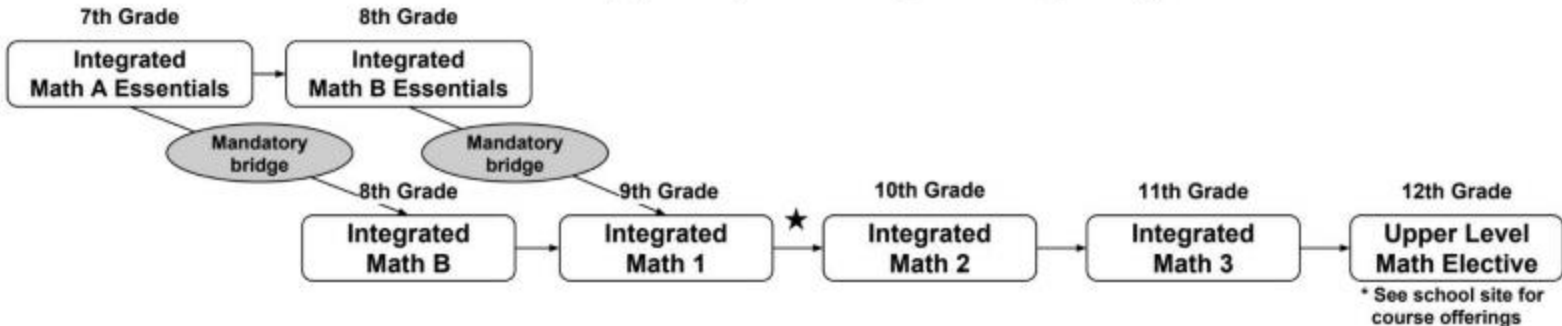 7th Grade
8th Grade
Integrated
Math A Essentials
Integrated
Math B Essentials
Mandatory
bridge
Mandatory
bridge
8th Grade
9th Grade
10th Grade
11th Grade
12th Grade
Integrated
Math B
Integrated
Math 1
Integrated
Math 2
Integrated
Math 3
Upper Level
Math Elective
* See school site for
course offerings